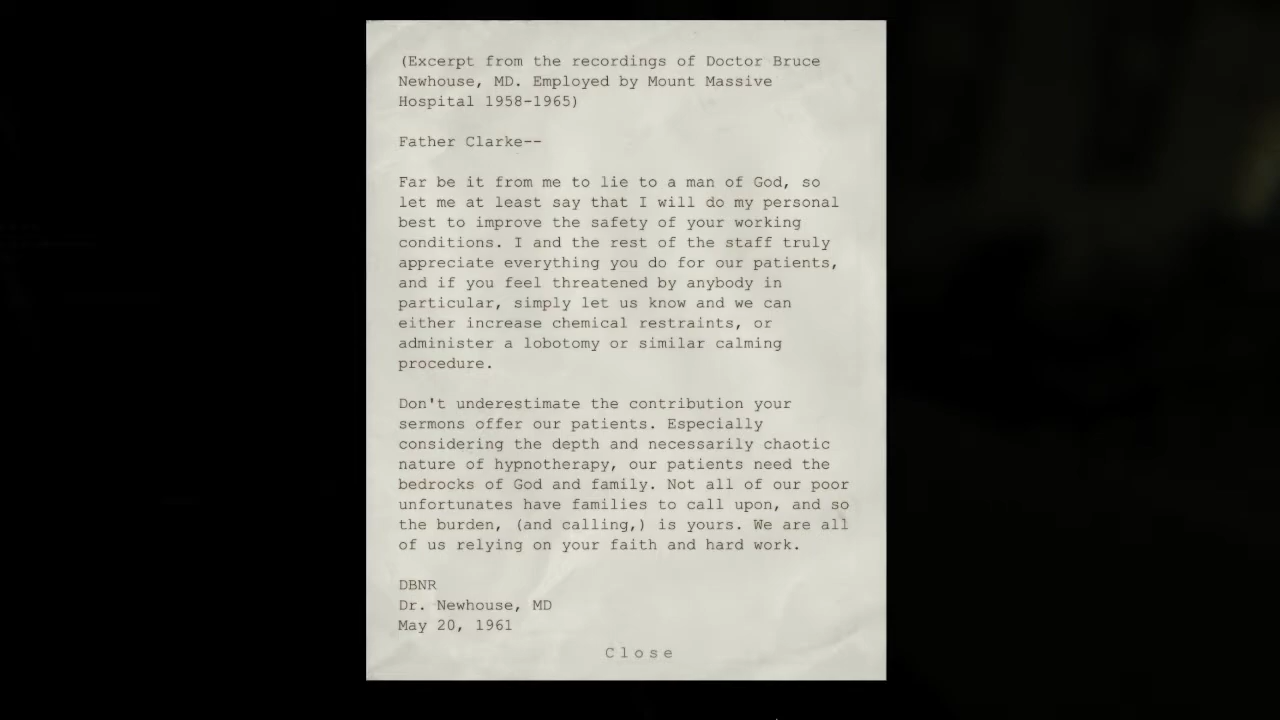 (Excerpt from the recordings of Doctor Bruce
Newhouse, MD. Employed by Mount Massive
Hospital 1958-1965)
Father Clarke--
Far be it from me to lie to a man of God, so
let me at least say that I will do my personal
best to improve the safety of your working
conditions. I and the rest of the staff truly
appreciate everything you do for our patients,
and if you feel threatened by anybody in
particular, simply let us know and we can
either increase chemical restraints, or
administer a lobotomy or similar calming
procedure.
Don't underestimate the contribution your
sermons offer our patients. Especially
considering the depth and necessarily chaotic
nature of hypnotherapy, our patients need the
bedrocks of God and family. Not all of our poor
unfortunates have families to call upon, and so
the burden, (and calling,) is yours. We are all
of us relying on your faith and hard work.
DBNR
Dr. Newhouse, MD
May 20, 1961
Close